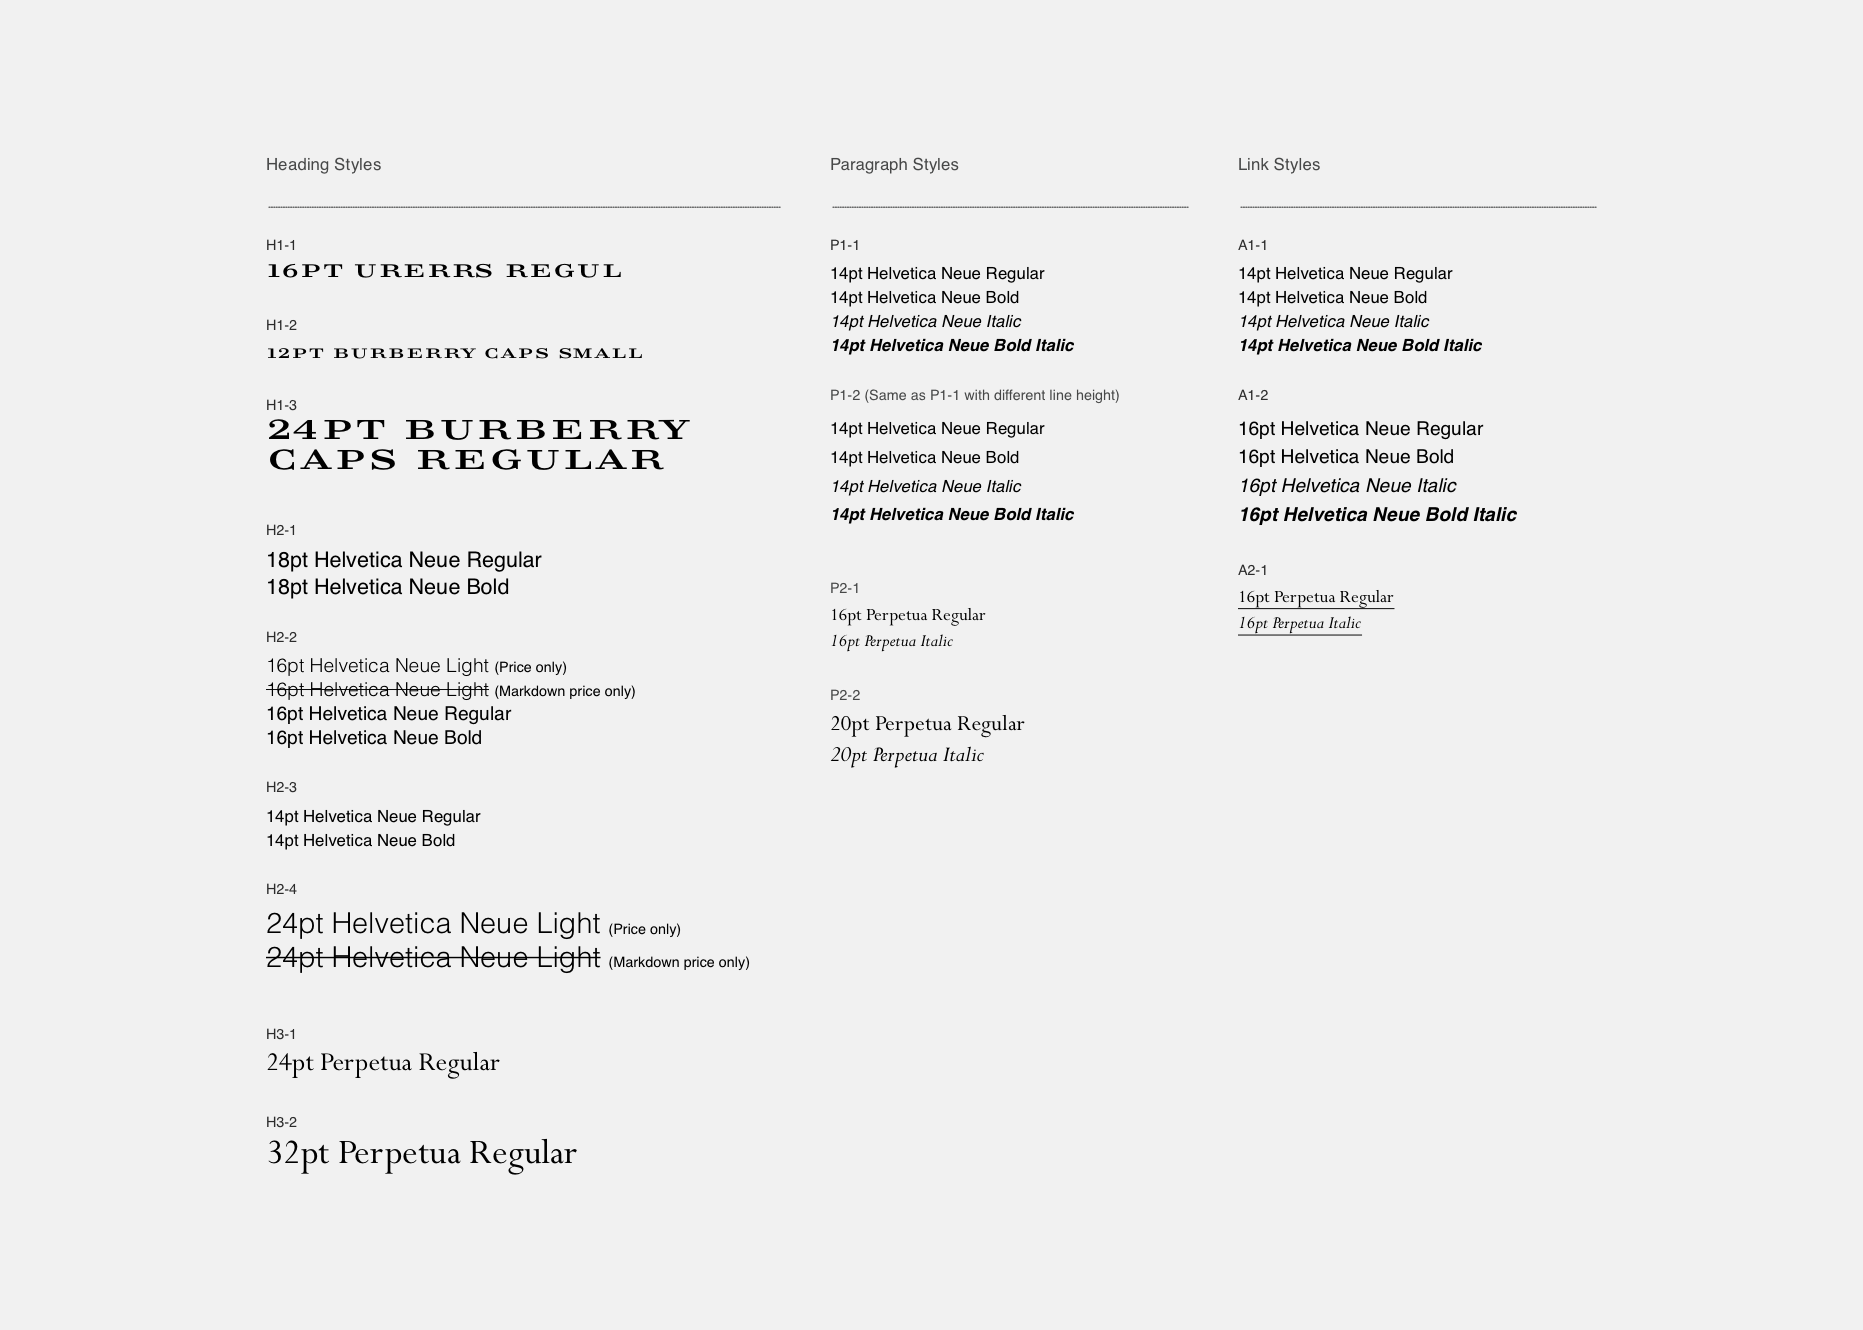 Heading Styles
H1-1
16PT URERRS REGUL
H1-2
12PT BURBERRY CAPS SMALL
H1-3
24PT BURBERRY
CAPS REGULAR
H2-1
18pt Helvetica Neue Regular
18pt Helvetica Neue Bold
H2-2
16pt Helvetica Neue Light (Price only)
16pt Helvetica Neue Light (Markdown price only)
16pt Helvetica Neue Regular
16pt Helvetica Neue Bold
H2-3
14pt Helvetica Neue Regular
14pt Helvetica Neue Bold
H2-4
24pt Helvetica Neue Light (Price only)
24pt Helvetica Neue Light (Markdown price only)
H3-1
24pt Perpetua Regular
H3-2
32pt Perpetua Regular
Paragraph Styles
P1-1
14pt Helvetica Neue Regular
14pt Helvetica Neue Bold
14pt Helvetica Neue Italic
14pt Helvetica Neue Bold Italic
P1-2 (Same as P1-1 with different line height)
14pt Helvetica Neue Regular
14pt Helvetica Neue Bold
14pt Helvetica Neue Italic
14pt Helvetica Neue Bold Italic
P2-1
16pt Perpetua Regular
16pt Perpetua Italic
P2-2
20pt Perpetua Regular
20pt Perpetua Italic
Link Styles
A1-1
14pt Helvetica Neue Regular
14pt Helvetica Neue Bold
14pt Helvetica Neue Italic
14pt Helvetica Neue Bold Italic
A1-2
16pt Helvetica Neue Regular
16pt Helvetica Neue Bold
16pt Helvetica Neue Italic
16pt Helvetica Neue Bold Italic
A2-1
16pt Perpetua Regular
16pt Perpetua Italic